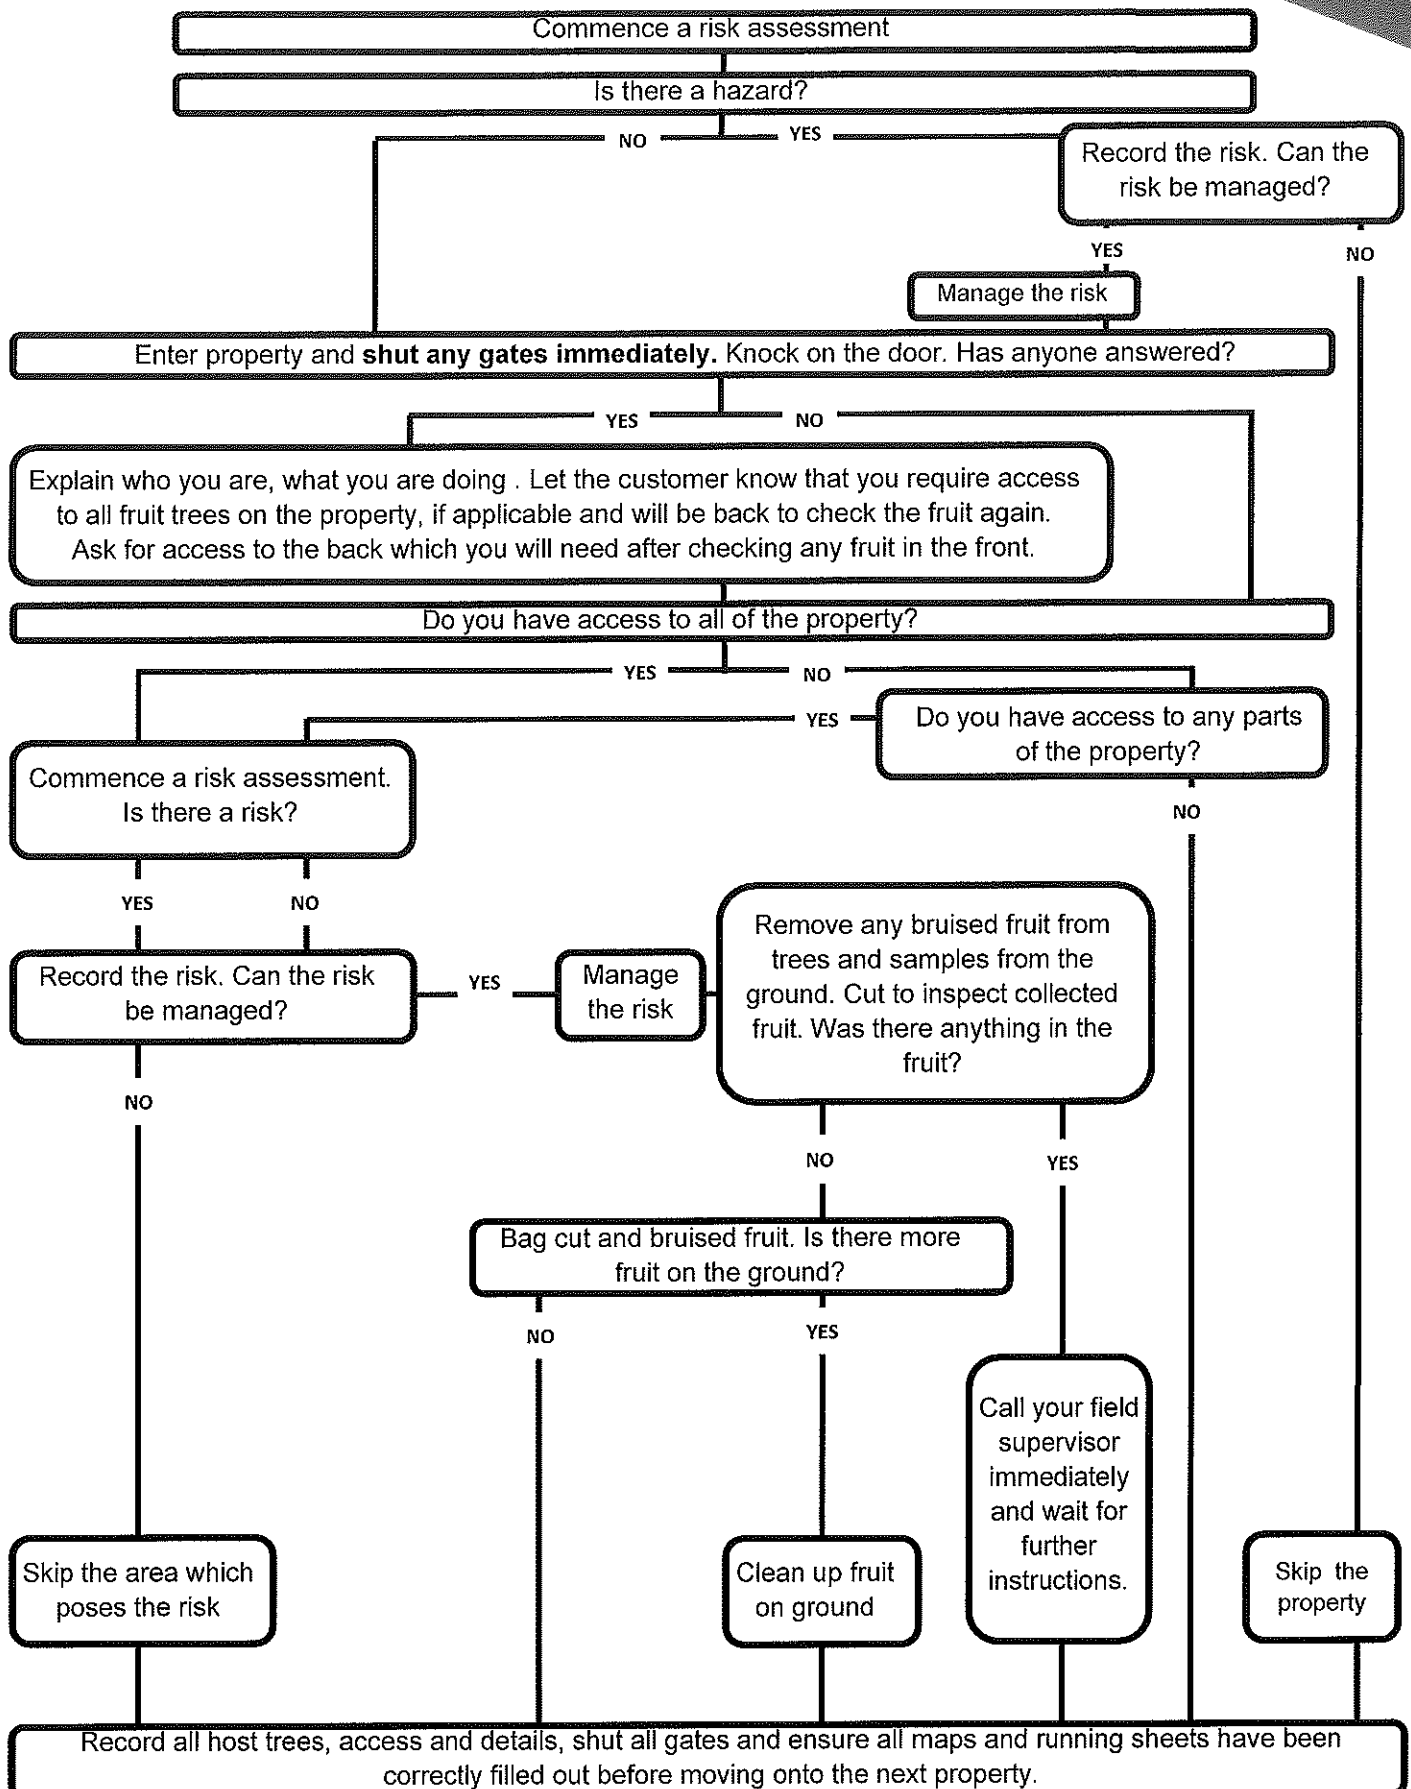 Commence a risk assessment
Is there a hazard?
NO
YES
Record the risk. Can the
risk be managed?
YES
NO
Manage the risk
Enter property and shut any gates immediately. Knock on the door. Has anyone answered?
YES
NO
Explain who you are, what you are doing . Let the customer know that you require access
to all fruit trees on the property, if applicable and will be back to check the fruit again.
Ask for access to the back which you will need after checking any fruit in the front.
Do you have access to all of the property?
YES
NO
YES
Do you have access to any parts
of the property?
Commence a risk assessment.
Is there a risk?
NO
YES
NO
Record the risk. Can the risk
be managed?
YES
Manage
the risk
Remove any bruised fruit from
trees and samples from the
ground. Cut to inspect collected
fruit. Was there anything in the
fruit?
NO
NO
YES
Bag cut and bruised fruit. Is there more
fruit on the ground?
NO
YES
Call your field
supervisor
immediately
and wait for
further
instructions.
Skip the area which
poses the risk
Clean up fruit
on ground
Skip the
property
Record all host trees, access and details, shut all gates and ensure all maps and running sheets have been
correctly filled out before moving onto the next property.